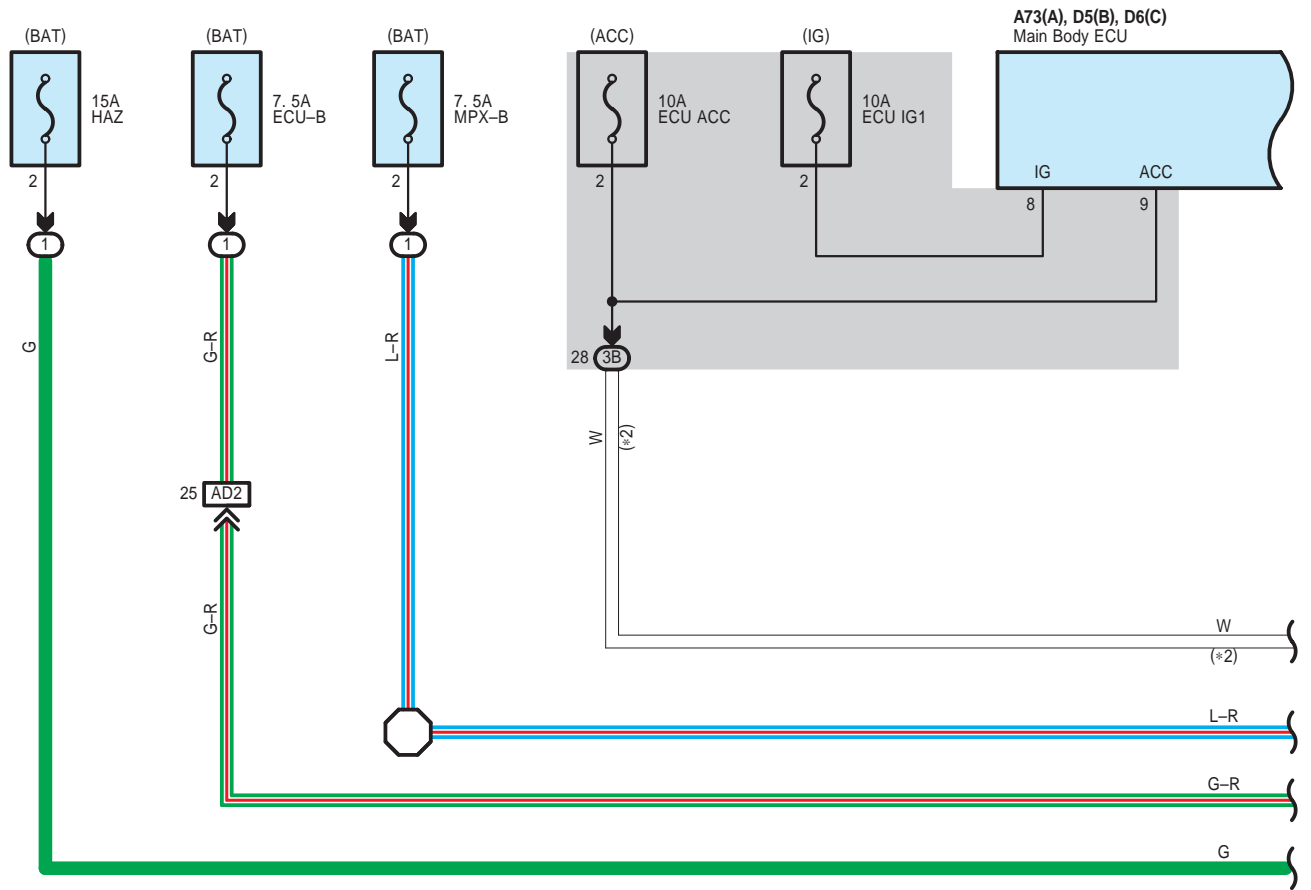 A73(A), D5(B), D6(C)
Main Body ECU
(BAT)
(BAT)
(BAT)
(ACC)
(IG)
15A
HAZ
7. 5A
ECU–B
7. 5A
MPX–B
10A
ECU ACC
10A
ECU IG1
IG
ACC
2
2
2
2
2
8
9
1
1
1
G
G–R
L–R
28
3B
W
(∗2)
25
AD2
G–R
W
(∗2)
L–R
G–R
G